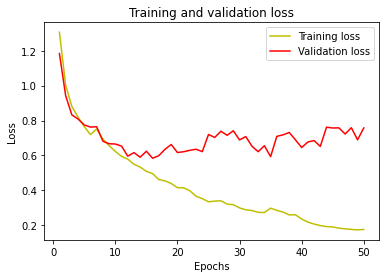 Training and validation loss
Training loss
Validation loss
Loss
1.2
1.0
0.8
0.6
0.4
0.2
0 10 20 30 40 50
Epochs